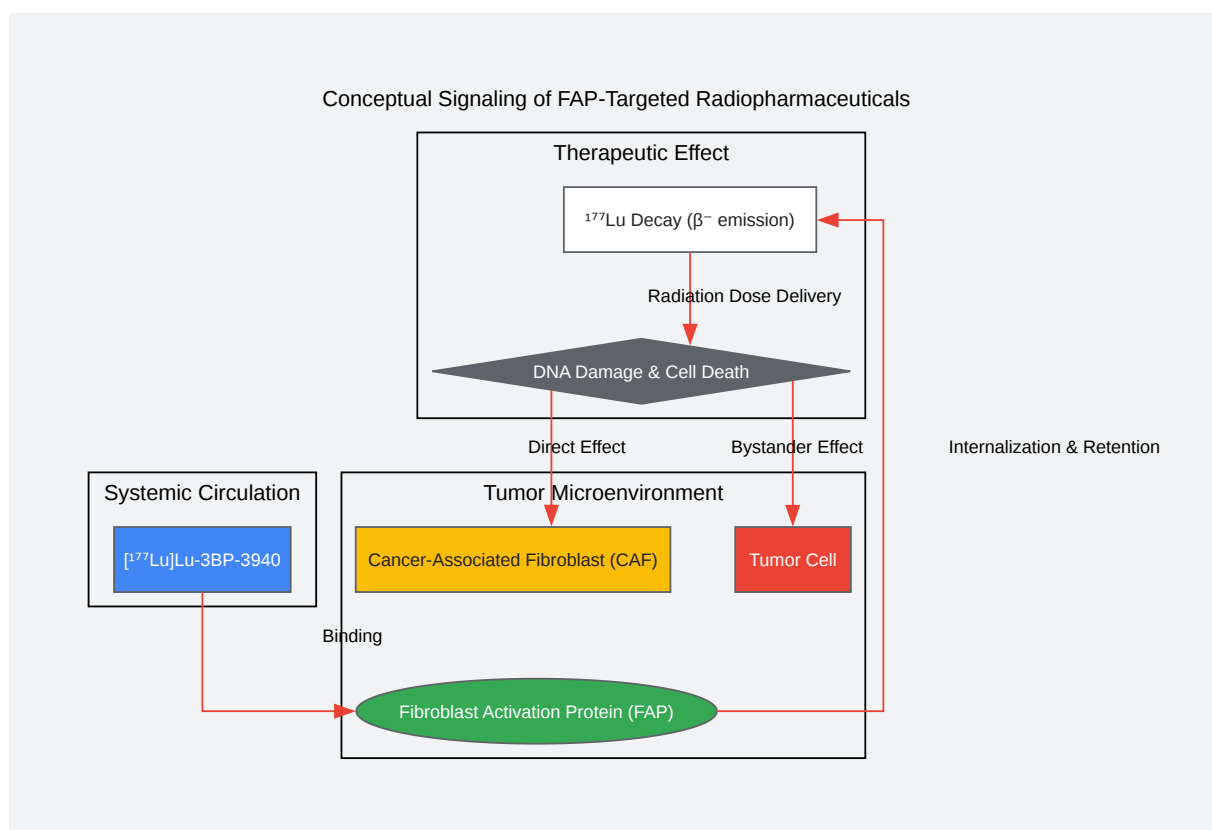 Conceptual Signaling of FAP-Targeted Radiopharmaceuticals
Therapeutic Effect
¹⁷⁷Lu Decay (β⁻ emission)
Radiation Dose Delivery
DNA Damage & Cell Death
Direct Effect
Bystander Effect
Internalization & Retention
Systemic Circulation
Tumor Microenvironment
[¹⁷⁷Lu]Lu-3BP-3940
Cancer-Associated Fibroblast (CAF)
Tumor Cell
Binding
Fibroblast Activation Protein (FAP)